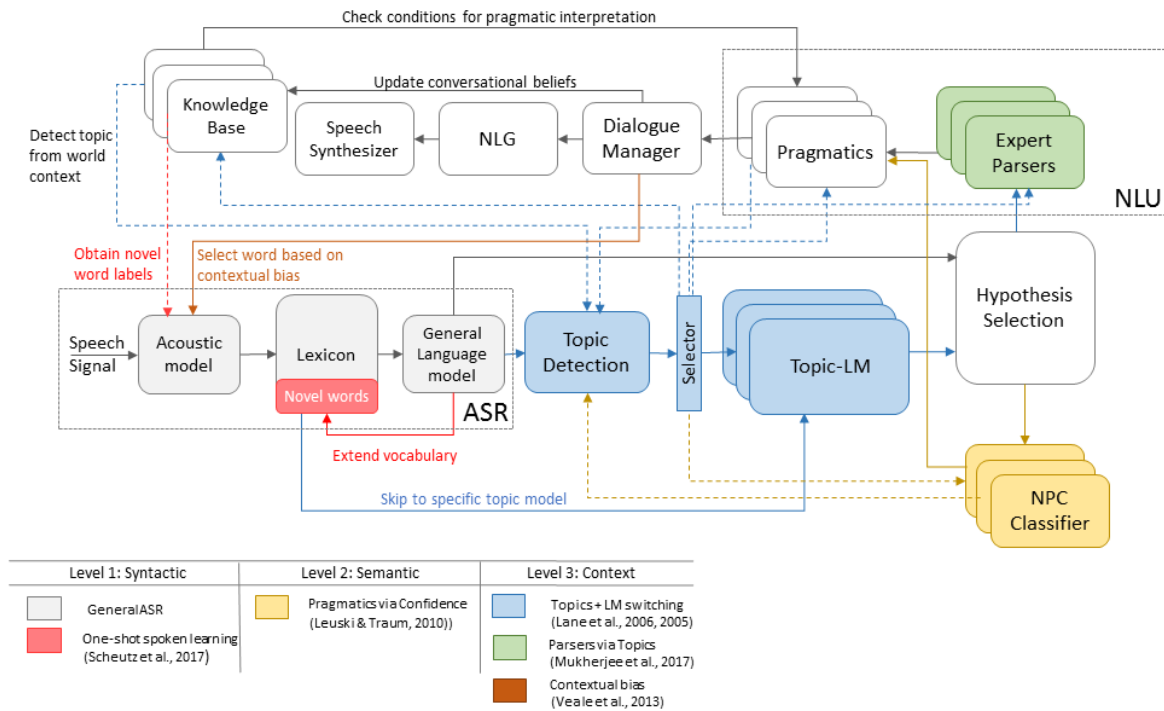 Check conditions for pragmatic interpretation
Update conversational beliefs
Knowledge
Base
Speech
Synthesizer
NLG
Dialogue
Manager
Pragmatics
Expert
Parsers
NLU
Detect topic
from world
context
Obtain novel
word labels
Select word based on
contextual bias
Speech
Signal
Acoustic
model
Lexicon
Novel words
General
Language
model
ASR
Topic
Detection
Selector
Topic-LM
Hypothesis
Selection
Extend vocabulary
Skip to specific topic model
NPC
Classifier
Level 1: Syntactic
Level 2: Semantic
Level 3: Context
General ASR
One-shot spoken learning
(Scheutz et al., 2017)
Pragmatics via Confidence
(Leuski & Traum, 2010))
Topics + LM switching
(Lane et al., 2006, 2005)
Parsers via Topics
(Mukherjee et al., 2017)
Contextual bias
(Veale et al., 2013)